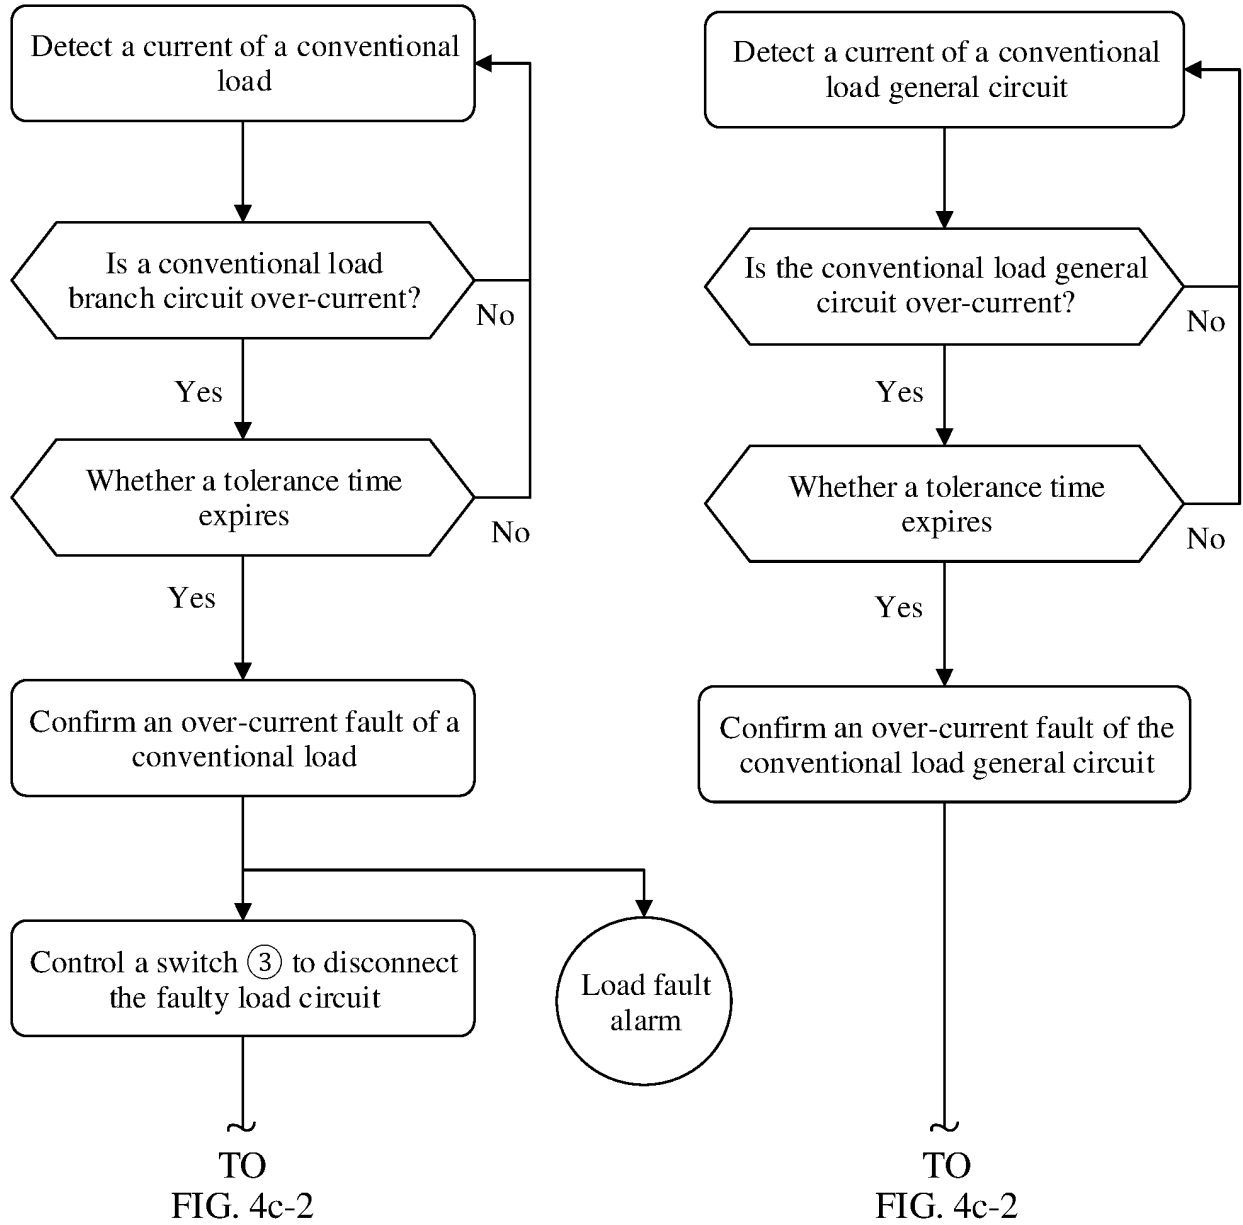 Detect a current of a conventional
load
Is a conventional load
branch circuit over-current?
No
Yes
Whether a tolerance time
expires
No
Yes
Confirm an over-current fault of a
conventional load
Control a switch ③ to disconnect
the faulty load circuit
Load fault
alarm
TO
FIG. 4c-2
Detect a current of a conventional
load general circuit
Is the conventional load general
circuit over-current?
No
Yes
Whether a tolerance time
expires
No
Yes
Confirm an over-current fault of the
conventional load general circuit
TO
FIG. 4c-2